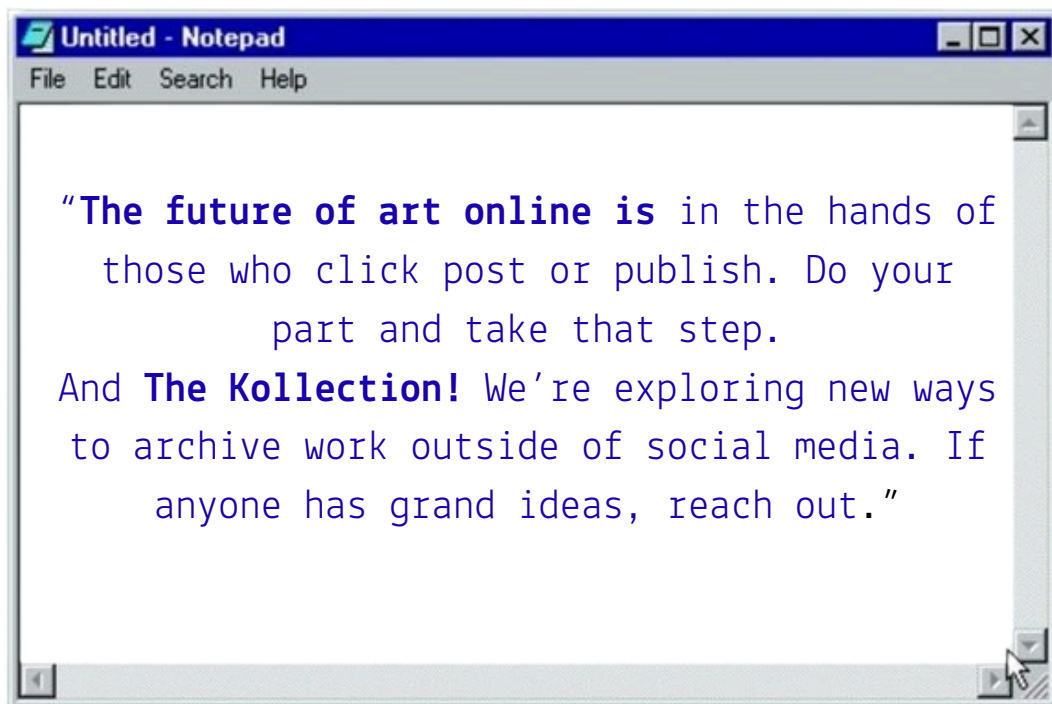 Untitled - Notepad
File Edit Search Help
“The future of art online is in the hands of
those who click post or publish. Do your
part and take that step.
And The Kollection! We’re exploring new ways
to archive work outside of social media. If
anyone has grand ideas, reach out.”